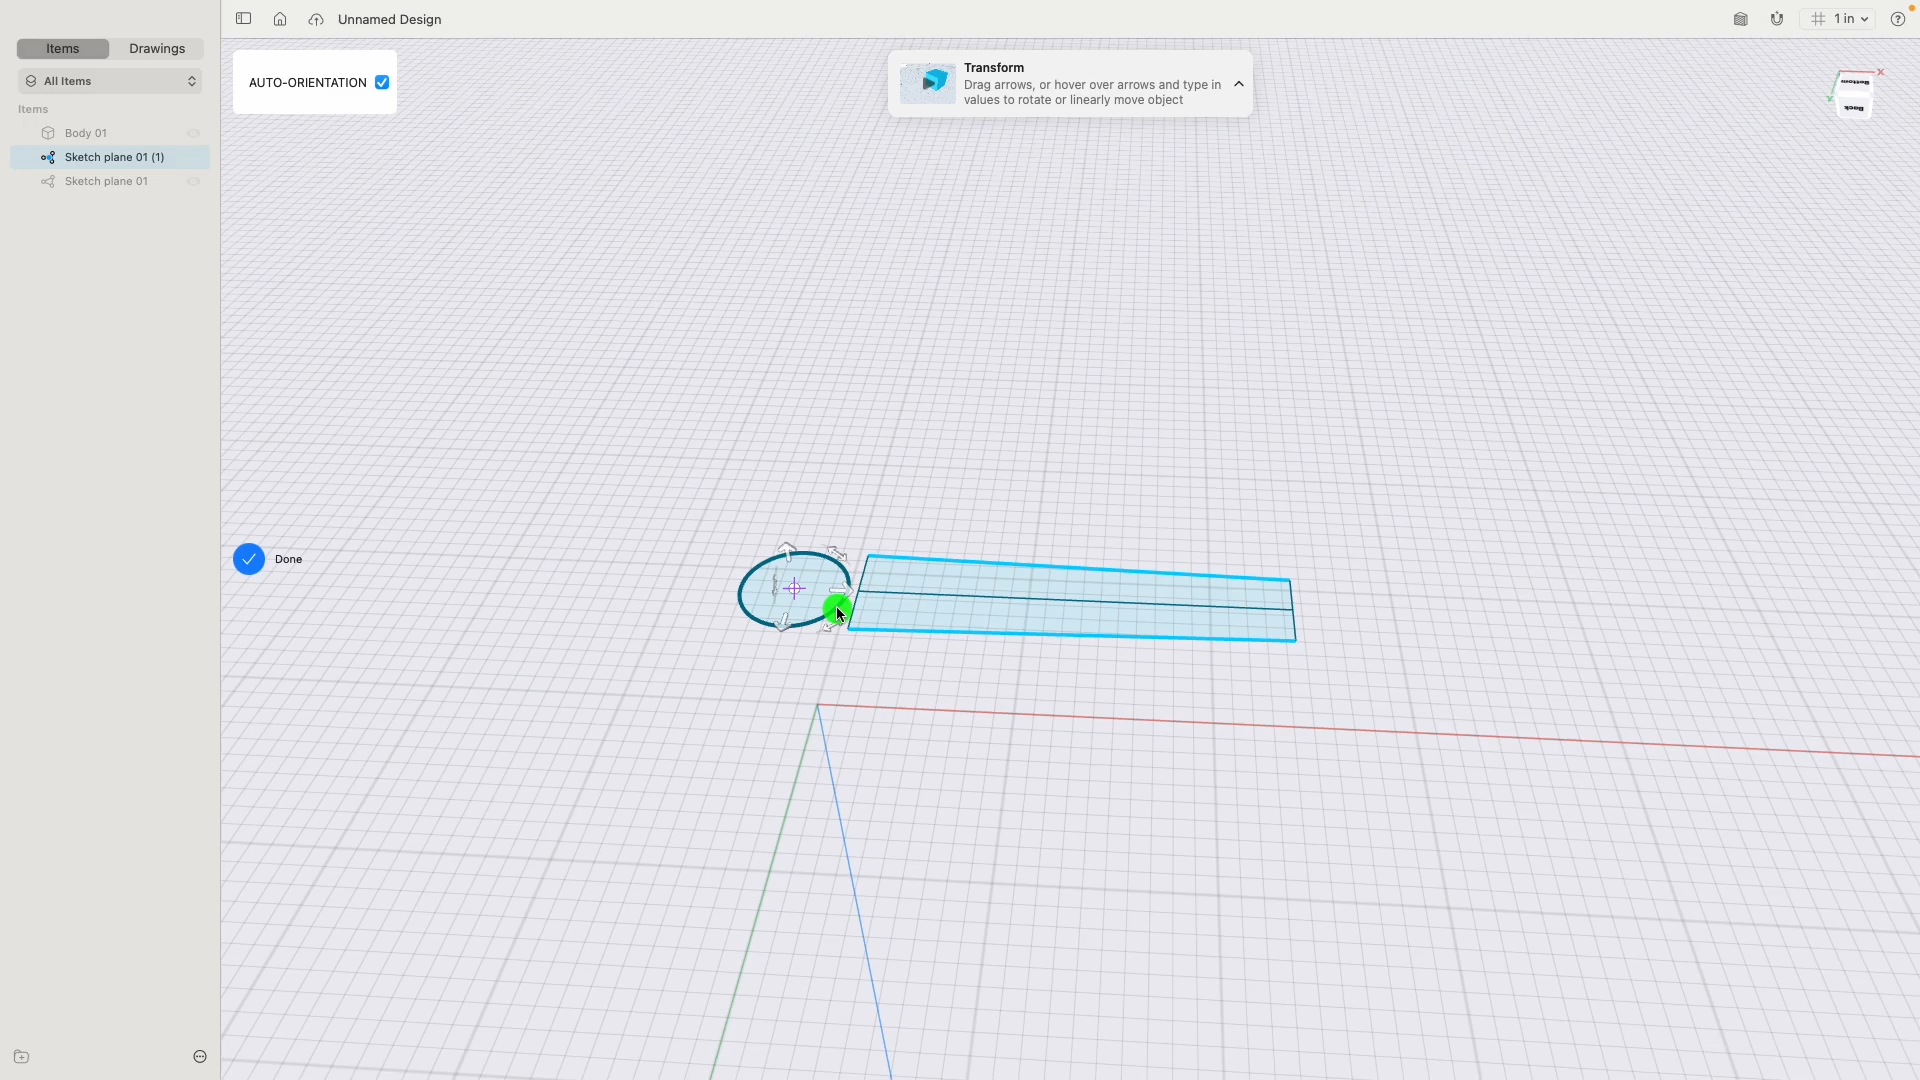 Unnamed Design
1 in
Items
Drawings
All Items
Items
Body 01
Sketch plane 01 (1)
Sketch plane 01
AUTO-ORIENTATION
Transform
Drag arrows, or hover over arrows and type in
values to rotate or linearly move object
X
Y
Bottom
Back
Done